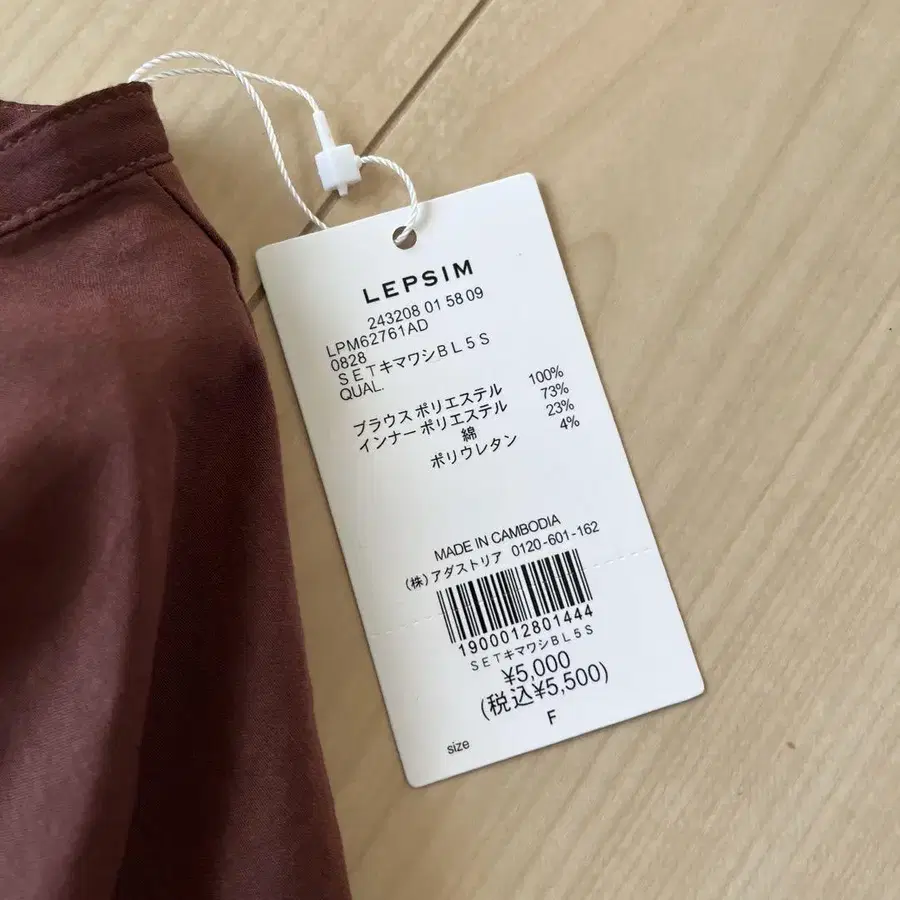 LEPSIM
243208 01 58 09
LPM62761AD
0828
ＳＥＴキマワシＢＬ５Ｓ
QUAL.
ブラウス ポリエステル 100%
インナー ポリエステル 73%
綿 23%
ポリウレタン 4%
MADE IN CAMBODIA
(株) アダストリア 0120-601-162
1900012801444
ＳＥＴキマワシＢＬ５Ｓ
¥5,000
(税込¥5,500)
size F